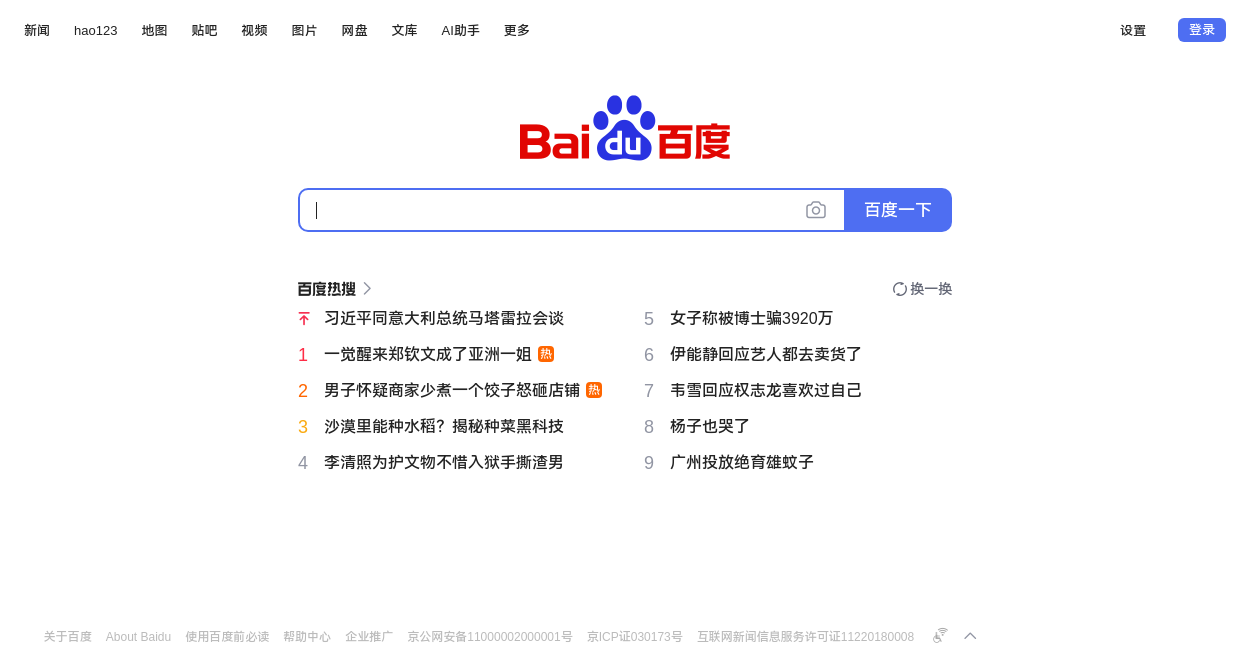 新闻 hao123 地图 贴吧 视频 图片 网盘 文库 AI助手 更多 设置 登录
Bai du 百度
百度一下
百度热搜 换一换
习近平同意大利总统马塔雷拉会谈
1 一觉醒来郑钦文成了亚洲一姐 热
2 男子怀疑商家少煮一个饺子怒砸店铺 热
3 沙漠里能种水稻？揭秘种菜黑科技
4 李清照为护文物不惜入狱手撕渣男
5 女子称被博士骗3920万
6 伊能静回应艺人都去卖货了
7 韦雪回应权志龙喜欢过自己
8 杨子也哭了
9 广州投放绝育雄蚊子
关于百度 About Baidu 使用百度前必读 帮助中心 企业推广 京公网安备11000002000001号 京ICP证030173号 互联网新闻信息服务许可证11220180008